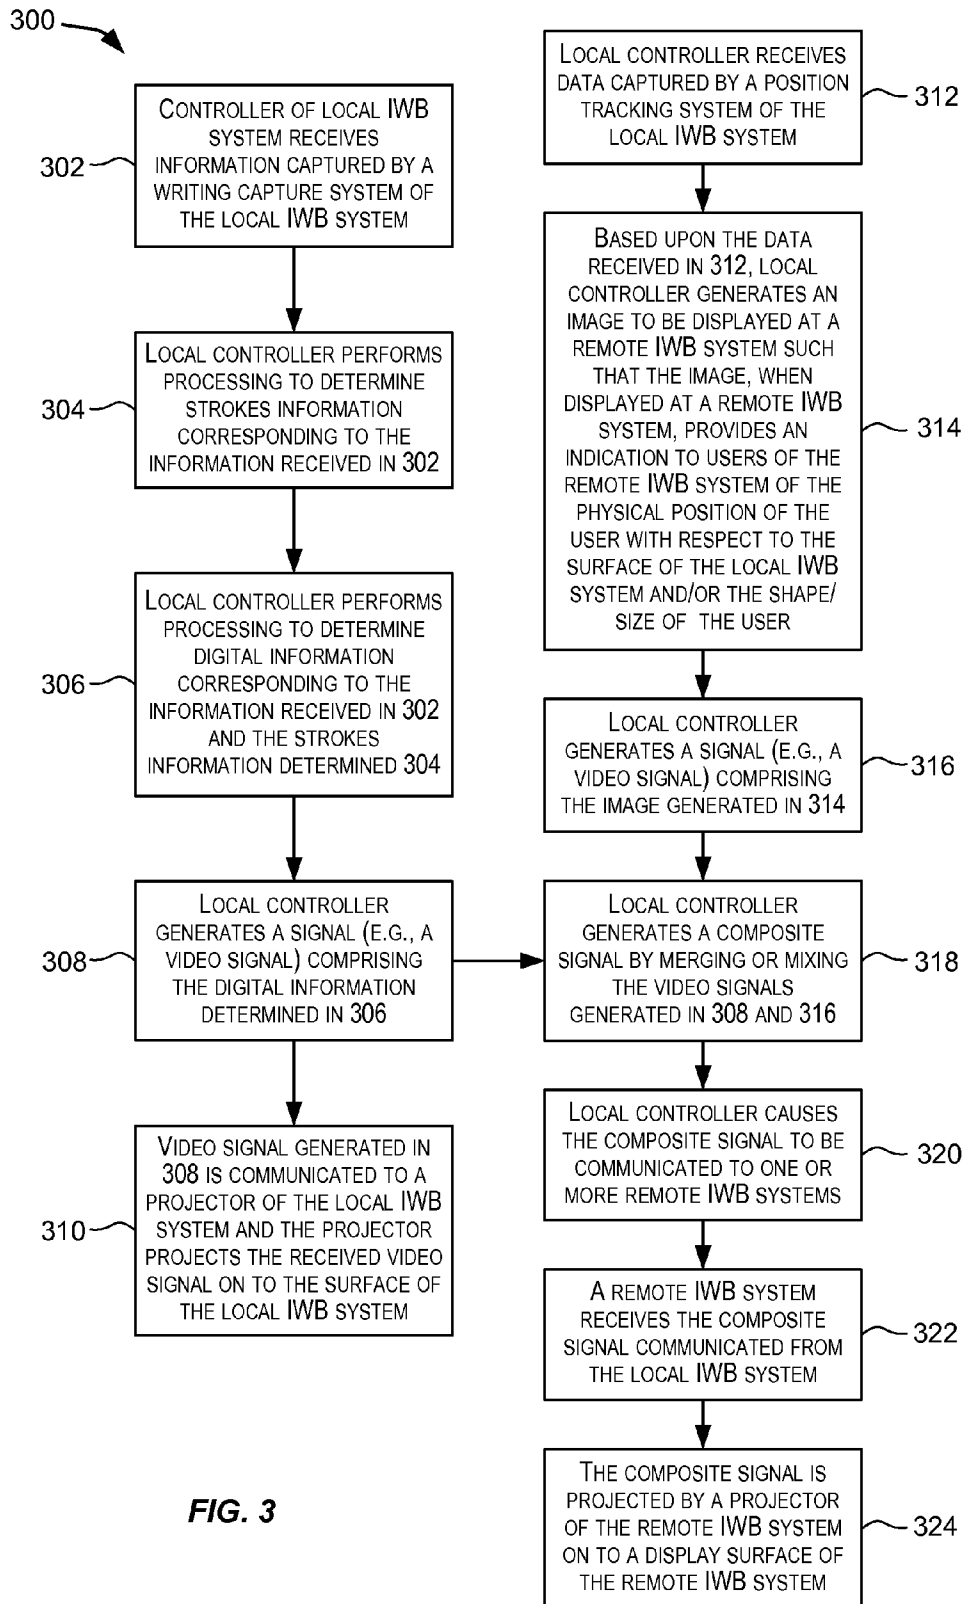 300
CONTROLLER OF LOCAL IWB
SYSTEM RECEIVES
INFORMATION CAPTURED BY A
WRITING CAPTURE SYSTEM OF
THE LOCAL IWB SYSTEM
302
LOCAL CONTROLLER PERFORMS
PROCESSING TO DETERMINE
STROKES INFORMATION
CORRESPONDING TO THE
INFORMATION RECEIVED IN 302
304
LOCAL CONTROLLER PERFORMS
PROCESSING TO DETERMINE
DIGITAL INFORMATION
CORRESPONDING TO THE
INFORMATION RECEIVED IN 302
AND THE STROKES
INFORMATION DETERMINED 304
306
LOCAL CONTROLLER
GENERATES A SIGNAL (E.G., A
VIDEO SIGNAL) COMPRISING
THE DIGITAL INFORMATION
DETERMINED IN 306
308
VIDEO SIGNAL GENERATED IN
308 IS COMMUNICATED TO A
PROJECTOR OF THE LOCAL IWB
SYSTEM AND THE PROJECTOR
PROJECTS THE RECEIVED VIDEO
SIGNAL ON TO THE SURFACE OF
THE LOCAL IWB SYSTEM
310
LOCAL CONTROLLER RECEIVES
DATA CAPTURED BY A POSITION
TRACKING SYSTEM OF THE
LOCAL IWB SYSTEM
312
BASED UPON THE DATA
RECEIVED IN 312, LOCAL
CONTROLLER GENERATES AN
IMAGE TO BE DISPLAYED AT A
REMOTE IWB SYSTEM SUCH
THAT THE IMAGE, WHEN
DISPLAYED AT A REMOTE IWB
SYSTEM, PROVIDES AN
INDICATION TO USERS OF THE
REMOTE IWB SYSTEM OF THE
PHYSICAL POSITION OF THE
USER WITH RESPECT TO THE
SURFACE OF THE LOCAL IWB
SYSTEM AND/OR THE SHAPE/
SIZE OF THE USER
314
LOCAL CONTROLLER
GENERATES A SIGNAL (E.G., A
VIDEO SIGNAL) COMPRISING
THE IMAGE GENERATED IN 314
316
LOCAL CONTROLLER
GENERATES A COMPOSITE
SIGNAL BY MERGING OR MIXING
THE VIDEO SIGNALS
GENERATED IN 308 AND 316
318
LOCAL CONTROLLER CAUSES
THE COMPOSITE SIGNAL TO BE
COMMUNICATED TO ONE OR
MORE REMOTE IWB SYSTEMS
320
A REMOTE IWB SYSTEM
RECEIVES THE COMPOSITE
SIGNAL COMMUNICATED FROM
THE LOCAL IWB SYSTEM
322
THE COMPOSITE SIGNAL IS
PROJECTED BY A PROJECTOR
OF THE REMOTE IWB SYSTEM
ON TO A DISPLAY SURFACE OF
THE REMOTE IWB SYSTEM
324
FIG. 3